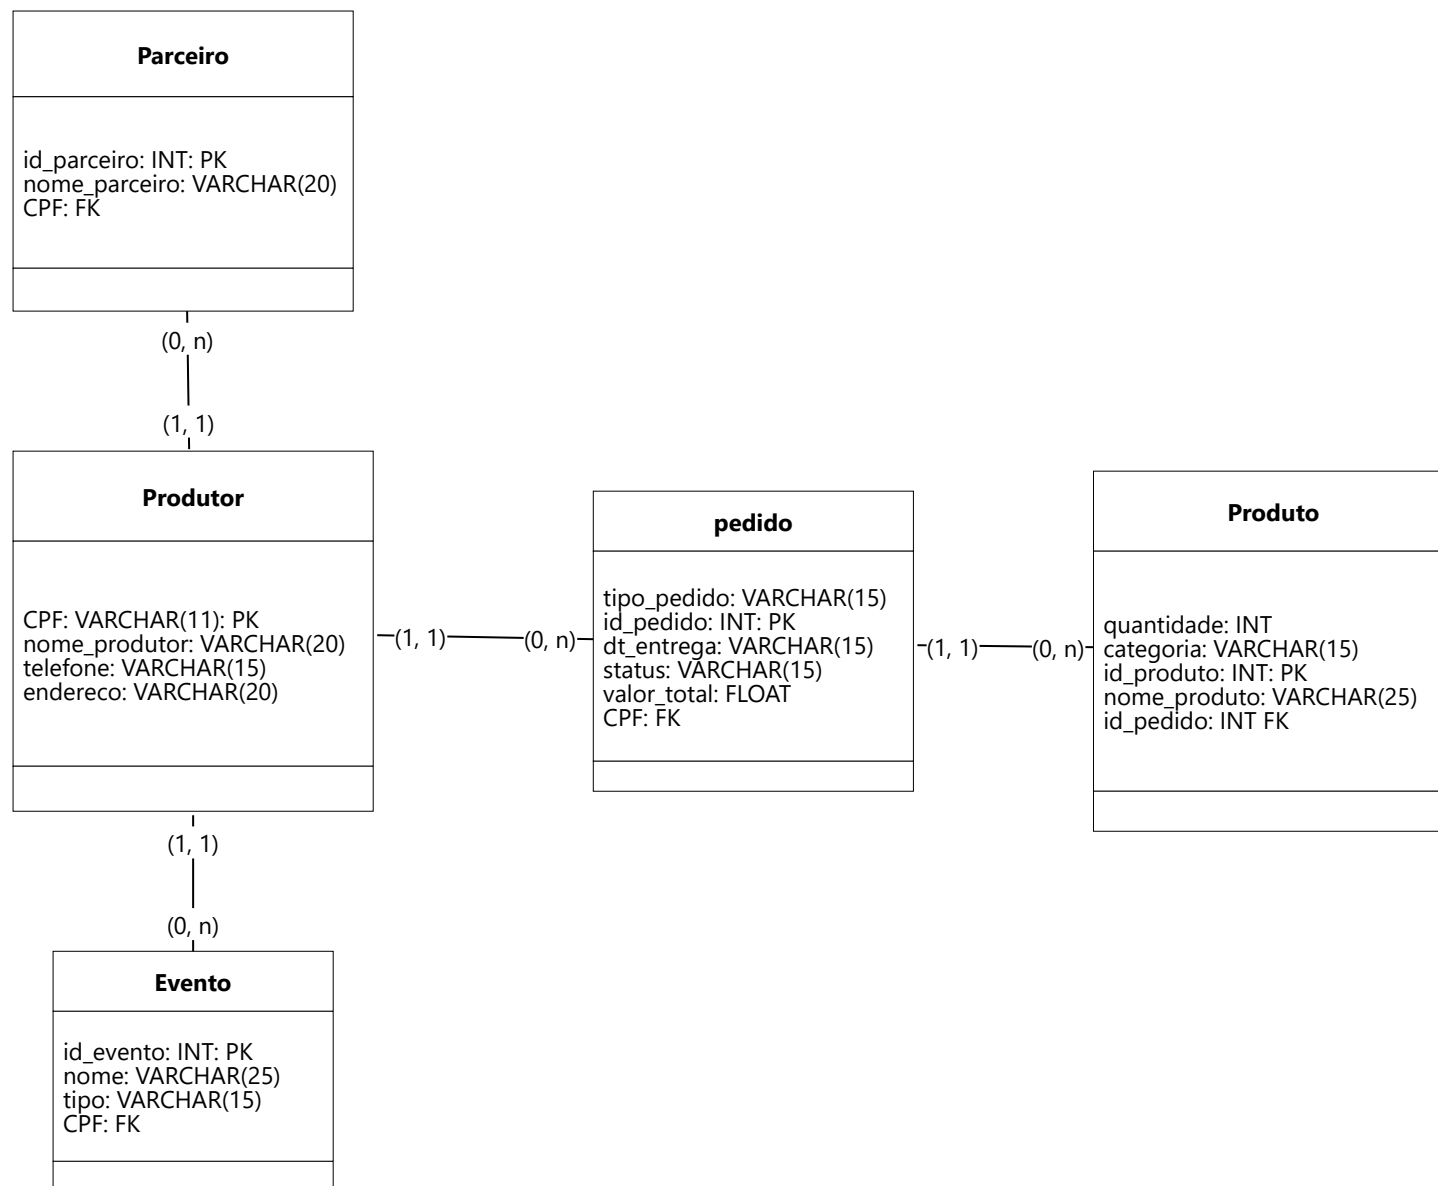 Parceiro
id_parceiro: INT: PK
nome_parceiro: VARCHAR(20)
CPF: FK
(0, n)
(1, 1)
Produtor
CPF: VARCHAR(11): PK
nome_produtor: VARCHAR(20)
telefone: VARCHAR(15)
endereco: VARCHAR(20)
(1, 1)
(0, n)
pedido
tipo_pedido: VARCHAR(15)
id_pedido: INT: PK
dt_entrega: VARCHAR(15)
status: VARCHAR(15)
valor_total: FLOAT
CPF: FK
(1, 1)
(0, n)
Produto
quantidade: INT
categoria: VARCHAR(15)
id_produto: INT: PK
nome_produto: VARCHAR(25)
id_pedido: INT FK
(1, 1)
(0, n)
Evento
id_evento: INT: PK
nome: VARCHAR(25)
tipo: VARCHAR(15)
CPF: FK